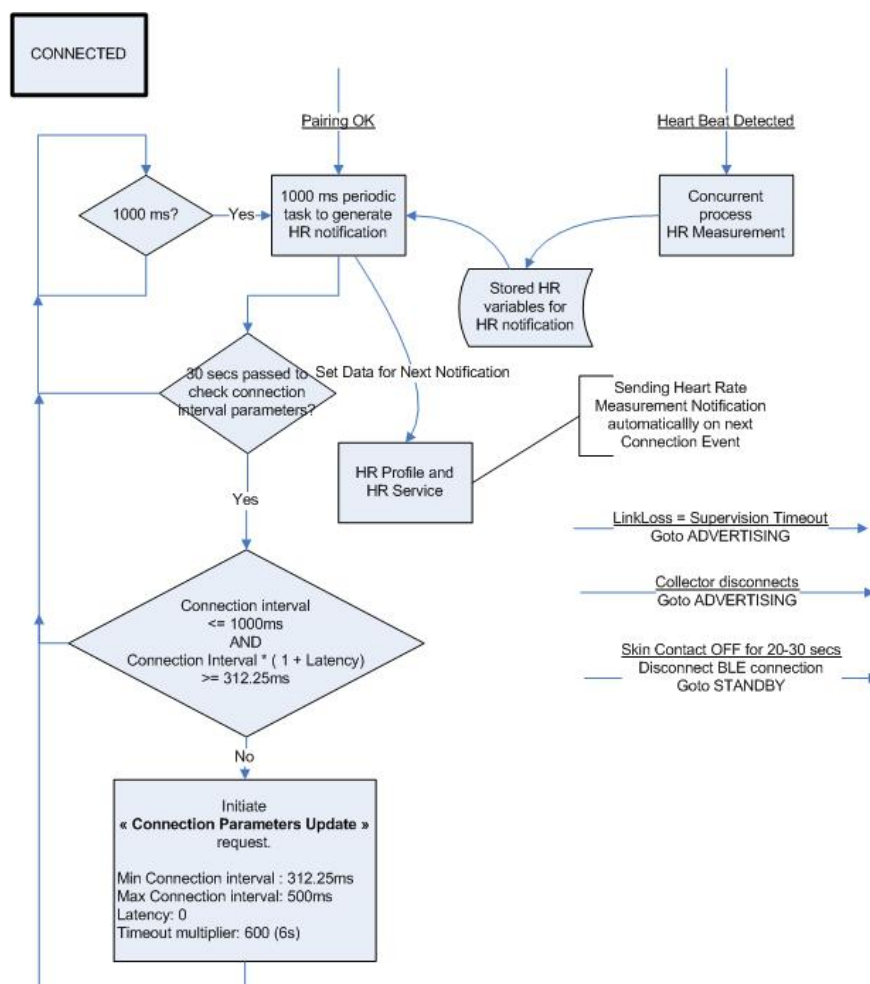 CONNECTED
Pairing OK
Heart Beat Detected
1000 ms?
Yes
1000 ms periodic
task to generate
HR notification
Concurrent
process
HR Measurement
Stored HR
variables for
HR notification
30 secs passed to
check connection
interval parameters?
Set Data for Next Notification
Sending Heart Rate
Measurement Notification
automaticallly on next
Connection Event
HR Profile and
HR Service
Yes
LinkLoss = Supervision Timeout
Goto ADVERTISING
Collector disconnects
Goto ADVERTISING
Skin Contact OFF for 20-30 secs
Disconnect BLE connection
Goto STANDBY
Connection interval
<= 1000ms
AND
Connection Interval * ( 1 + Latency)
>= 312.25ms
No
Initiate
« Connection Parameters Update »
request.
Min Connection interval : 312.25ms
Max Connection interval: 500ms
Latency: 0
Timeout multiplier: 600 (6s)